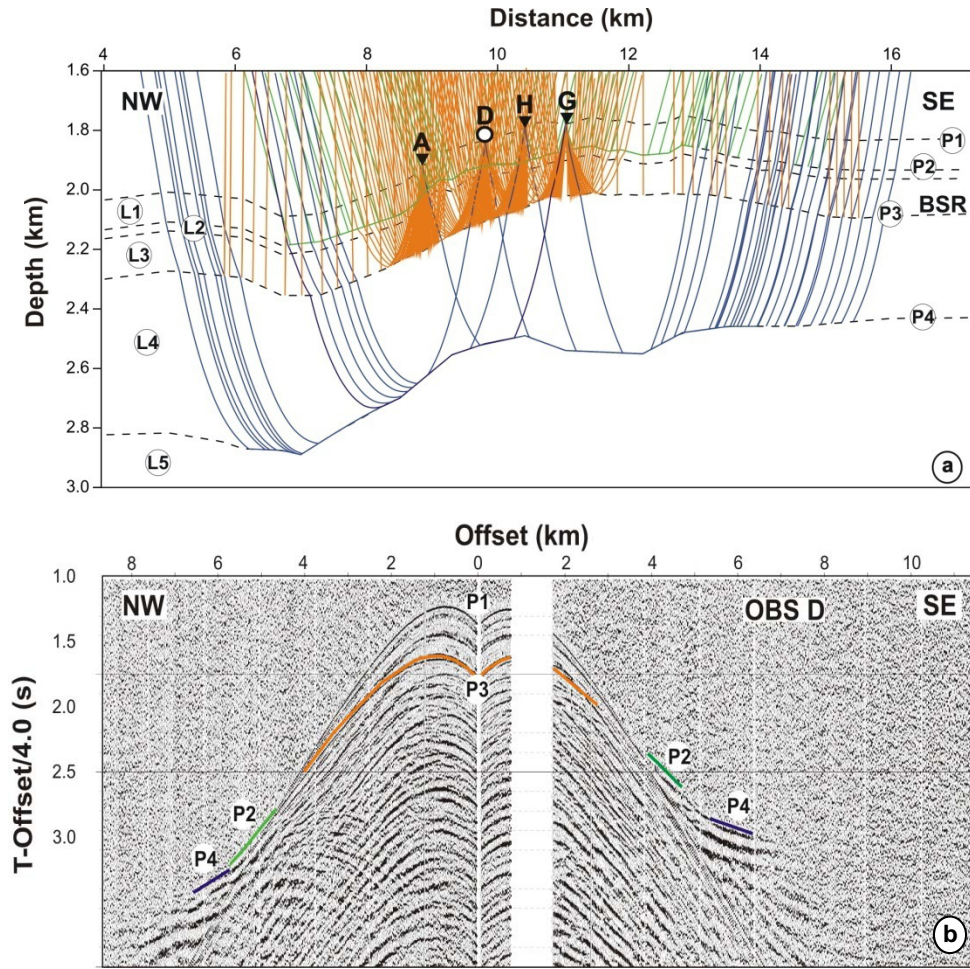 Distance (km)
4 6 8 10 12 14 16
1.6
NW SE
D H G
1.8
A
P1
P2
2.0
BSR
L1 P3
L2
2.2
L3
Depth (km)
2.4
P4
L4
2.6
2.8
L5
a
3.0
Offset (km)
8 6 4 2 0 2 4 6 8 10
1.0
NW P1 OBS D SE
1.5
P3
2.0
T-Offset/4.0 (s)
2.5
P2 P2
P4
3.0
P4
b